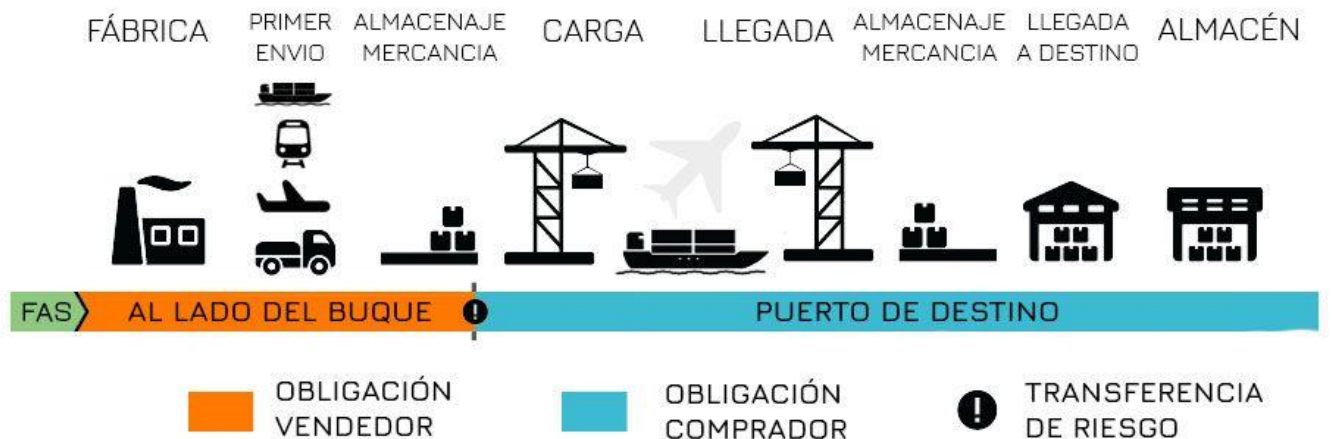 FÁBRICA
PRIMER
ENVIO
ALMACENAJE
MERCANCIA
CARGA
LLEGADA
ALMACENAJE
MERCANCIA
LLEGADA
A DESTINO
ALMACÉN
FAS
AL LADO DEL BUQUE
!
PUERTO DE DESTINO
OBLIGACIÓN
VENDEDOR
OBLIGACIÓN
COMPRADOR
!
TRANSFERENCIA
DE RIESGO